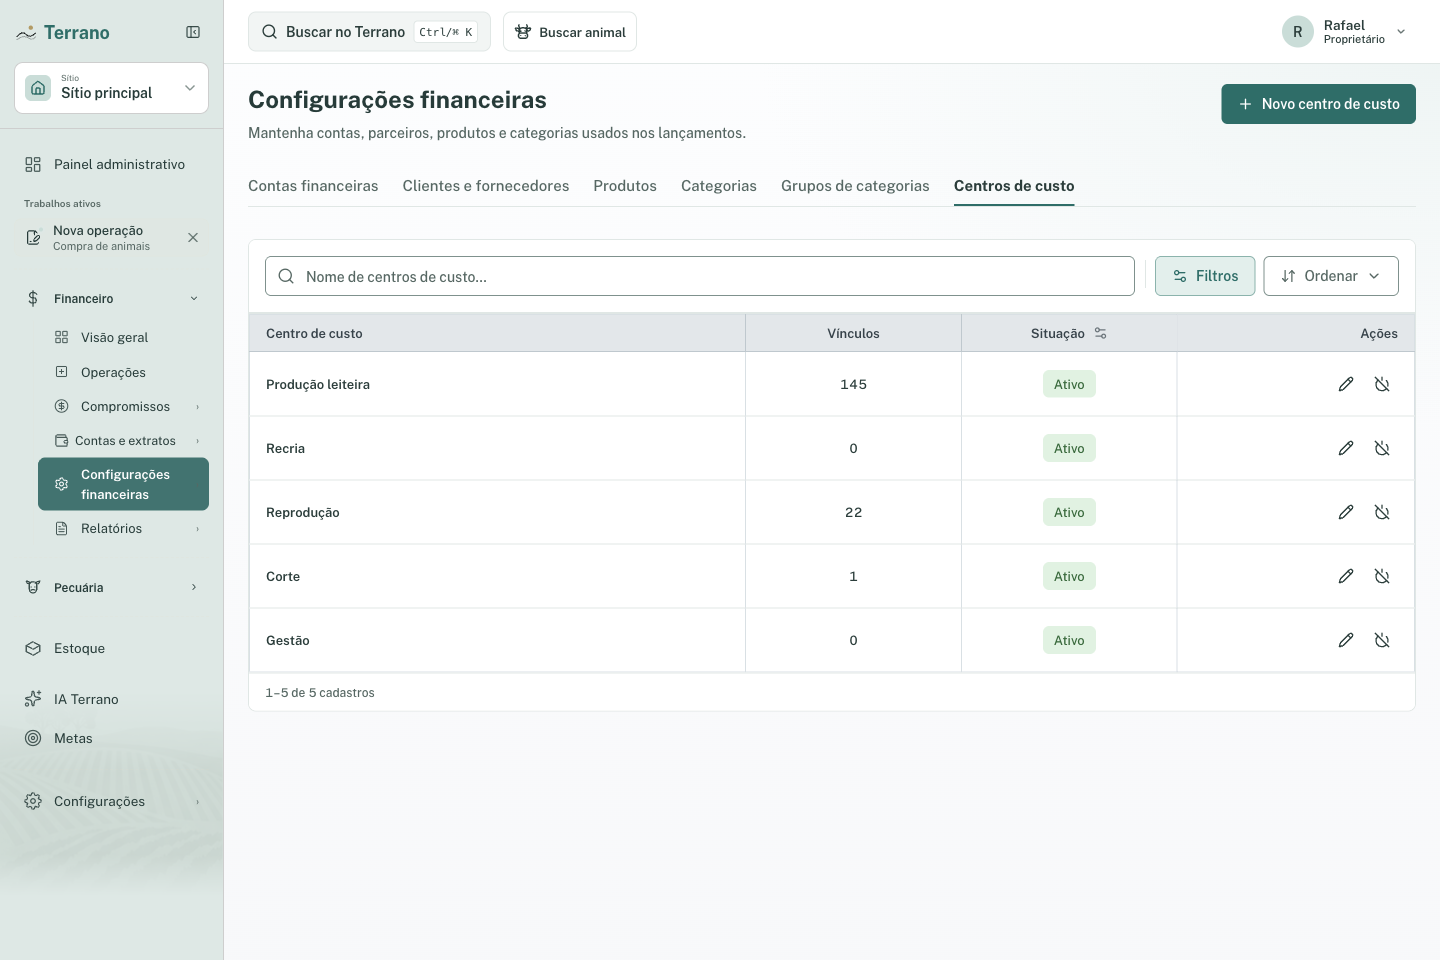 Terrano
Buscar no Terrano Ctrl/⌘ K
Buscar animal
R
Rafael
Proprietário
Sítio
Sítio principal
Painel administrativo
Trabalhos ativos
Nova operação
Compra de animais
Financeiro
Visão geral
Operações
Compromissos
Contas e extratos
Configurações
financeiras
Relatórios
Pecuária
Estoque
IA Terrano
Metas
Configurações
Configurações financeiras
Mantenha contas, parceiros, produtos e categorias usados nos lançamentos.
Novo centro de custo
Contas financeiras Clientes e fornecedores Produtos Categorias Grupos de categorias Centros de custo
Nome de centros de custo...
Filtros
Ordenar
Centro de custo Vínculos Situação Ações
Produção leiteira 145 Ativo
Recria 0 Ativo
Reprodução 22 Ativo
Corte 1 Ativo
Gestão 0 Ativo
1–5 de 5 cadastros